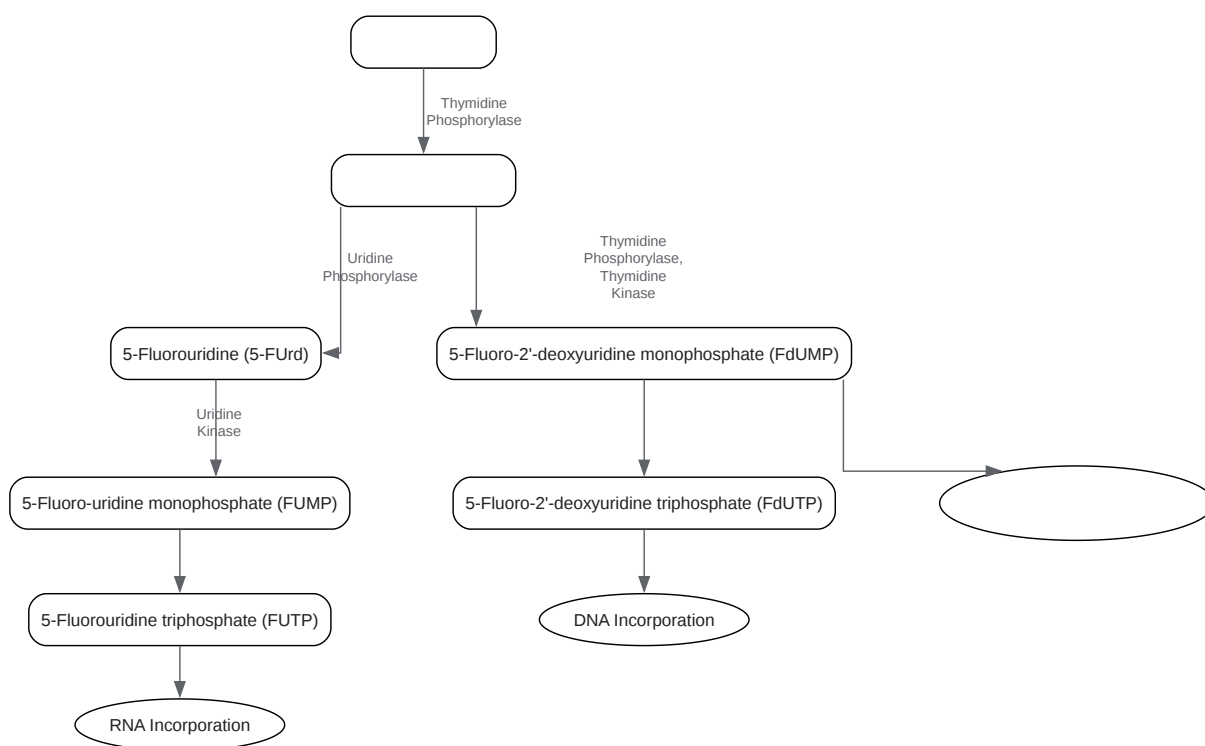 Thymidine
Phosphorylase
Uridine
Phosphorylase
Thymidine
Phosphorylase,
Thymidine
Kinase
5-Fluorouridine (5-FUrd)
5-Fluoro-2'-deoxyuridine monophosphate (FdUMP)
Uridine
Kinase
5-Fluoro-uridine monophosphate (FUMP)
5-Fluoro-2'-deoxyuridine triphosphate (FdUTP)
5-Fluorouridine triphosphate (FUTP)
DNA Incorporation
RNA Incorporation